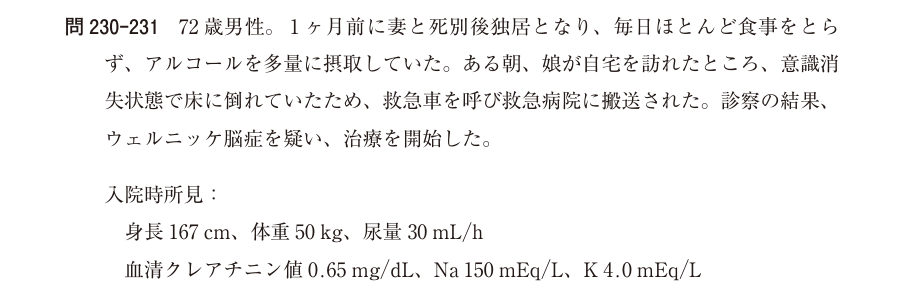 問 230-231　72 歳男性。1 ヶ月前に妻と死別後独居となり、毎日ほとんど食事をとら
ず、アルコールを多量に摂取していた。ある朝、娘が自宅を訪れたところ、意識消
失状態で床に倒れていたため、救急車を呼び救急病院に搬送された。診察の結果、
ウェルニッケ脳症を疑い、治療を開始した。
入院時所見：
身長 167 cm、体重 50 kg、尿量 30 mL/h
血清クレアチニン値 0.65 mg/dL、Na 150 mEq/L、K 4.0 mEq/L